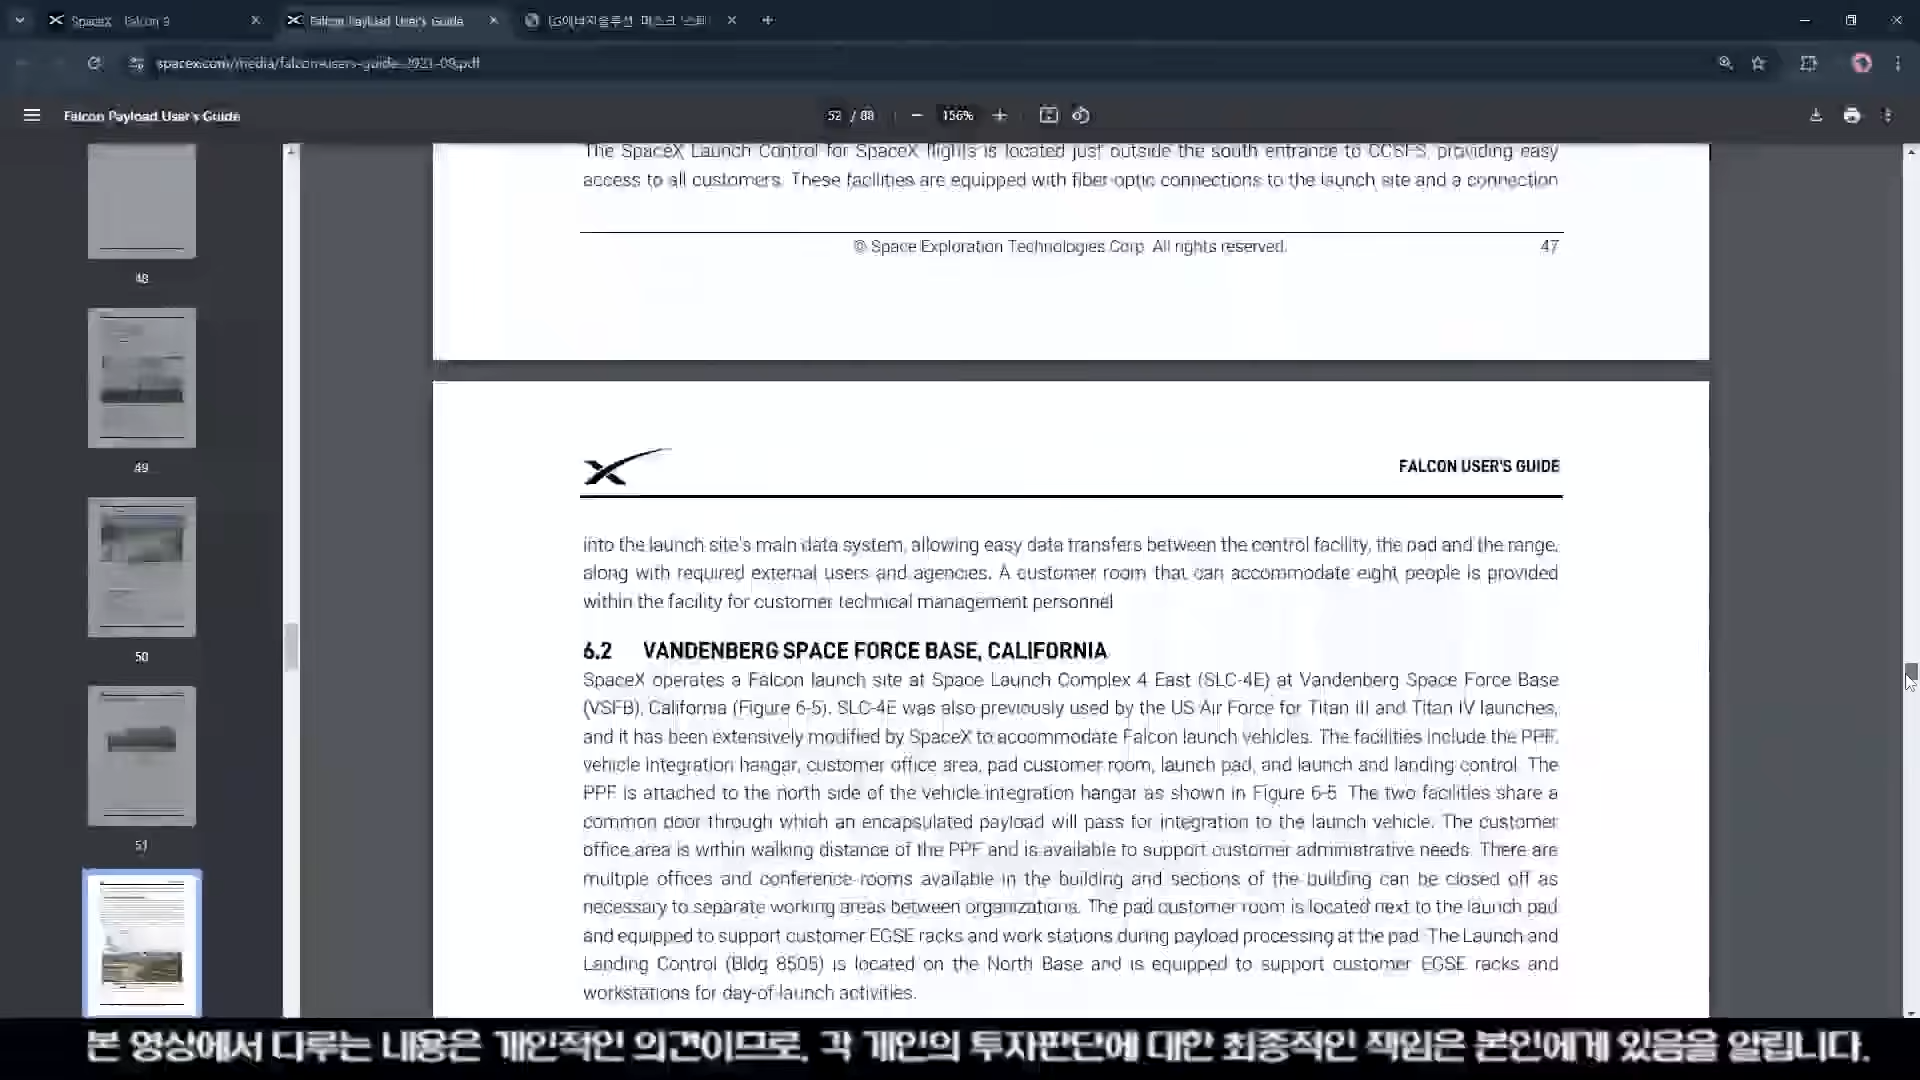 SpaceX - Falcon 9
Falcon Payload User's Guide
LG에너지솔루션, 머스크 '스페
spacex.com/media/falcon-users-guide-2021-09.pdf
Falcon Payload User's Guide
52 / 88
156%
48
49
50
51
The SpaceX Launch Control for SpaceX flights is located just outside the south entrance to CCSFS, providing easy
access to all customers. These facilities are equipped with fiber-optic connections to the launch site and a connection
© Space Exploration Technologies Corp. All rights reserved.
47
FALCON USER'S GUIDE
into the launch site's main data system, allowing easy data transfers between the control facility, the pad and the range,
along with required external users and agencies. A customer room that can accommodate eight people is provided
within the facility for customer technical management personnel
6.2 VANDENBERG SPACE FORCE BASE, CALIFORNIA
SpaceX operates a Falcon launch site at Space Launch Complex 4 East (SLC-4E) at Vandenberg Space Force Base
(VSFB), California (Figure 6-5). SLC-4E was also previously used by the US Air Force for Titan III and Titan IV launches,
and it has been extensively modified by SpaceX to accommodate Falcon launch vehicles. The facilities include the PPF,
vehicle integration hangar, customer office area, pad customer room, launch pad, and launch and landing control. The
PPF is attached to the north side of the vehicle integration hangar as shown in Figure 6-5. The two facilities share a
common door through which an encapsulated payload will pass for integration to the launch vehicle. The customer
office area is within walking distance of the PPF and is available to support customer administrative needs. There are
multiple offices and conference rooms available in the building and sections of the building can be closed off as
necessary to separate working areas between organizations. The pad customer room is located next to the launch pad
and equipped to support customer EGSE racks and work stations during payload processing at the pad. The Launch and
Landing Control (Bldg 8505) is located on the North Base and is equipped to support customer EGSE racks and
workstations for day-of-launch activities.
본 영상에서 다루는 내용은 개인적인 의견이므로, 각 개인의 투자판단에 대한 최종적인 책임은 본인에게 있음을 알립니다.